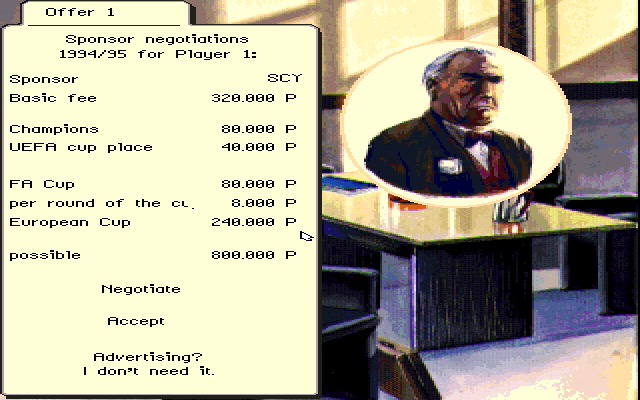 Offer 1
Sponsor negotiations
1994/95 for Player 1:
Sponsor SCY
Basic fee 320.000 P
Champions 80.000 P
UEFA cup place 40.000 P
FA Cup 80.000 P
per round of the 8.000 P
European Cup 240.000 P
possible 800.000 P
Negotiate
Accept
Advertising?
I don't need it.